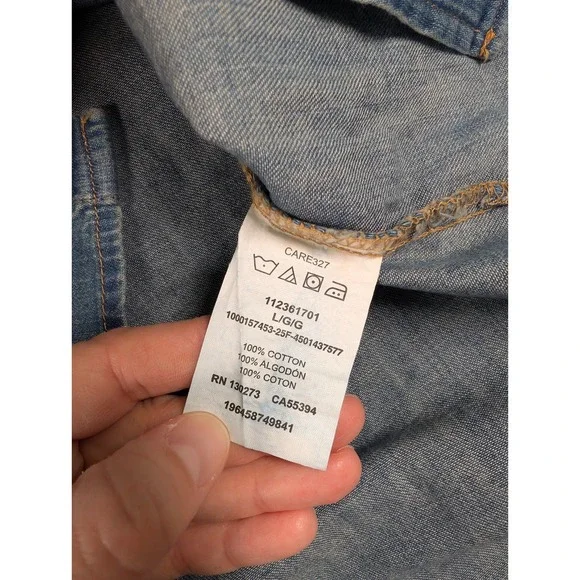 CARE327
112361701
L/G/G
1000157453-25F-4501437577
100% COTTON
100% ALGODÓN
100% COTON
RN 130273 CA55394
196458749841